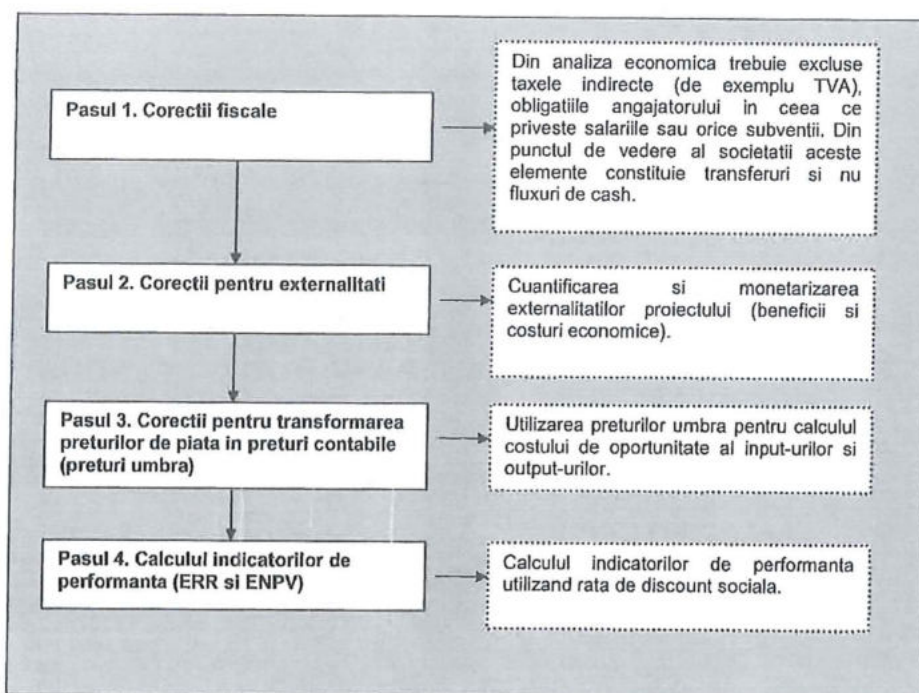 Pasul 1. Corectii fiscale
Din analiza economica trebuie excluse
taxele indirecte (de exemplu TVA),
obligatiile angajatorului in ceea ce
priveste salariile sau orice subventii. Din
punctul de vedere al societatii aceste
elemente constituie transferuri si nu
fluxuri de cash.
Pasul 2. Corectii pentru externalitati
Cuantificarea si monetarizarea
externalitatilor proiectului (beneficii si
costuri economice).
Pasul 3. Corectii pentru transformarea
preturilor de piata in preturi contabile
(preturi umbra)
Utilizarea preturilor umbra pentru calculul
costului de oportunitate al input-urilor si
output-urilor.
Pasul 4. Calculul indicatorilor de
performanta (ERR si ENPV)
Calculul indicatorilor de performanta
utilizand rata de discount sociala.